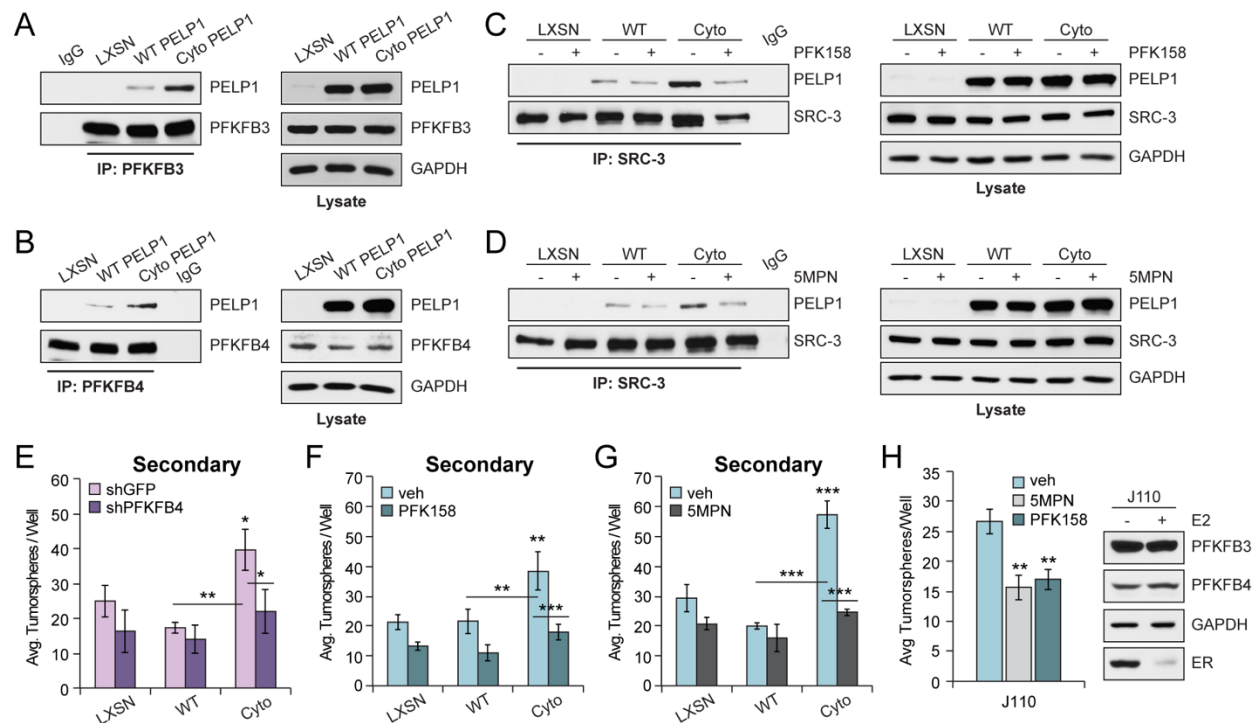 A
IgG
LXSN
WT PELP1
Cyto PELP1
PELP1
PFKFB3
IP: PFKFB3
LXSN
WT PELP1
Cyto PELP1
PELP1
PFKFB3
GAPDH
Lysate
C
LXSN WT Cyto IgG
- + - + - + PFK158
PELP1
SRC-3
IP: SRC-3
LXSN WT Cyto
- + - + - + PFK158
PELP1
SRC-3
GAPDH
Lysate
B
LXSN
WT PELP1
Cyto PELP1
IgG
PELP1
PFKFB4
IP: PFKFB4
LXSN
WT PELP1
Cyto PELP1
PELP1
PFKFB4
GAPDH
Lysate
D
LXSN WT Cyto IgG
- + - + - + 5MPN
PELP1
SRC-3
IP: SRC-3
LXSN WT Cyto
- + - + - + 5MPN
PELP1
SRC-3
GAPDH
Lysate
E
Secondary
shGFP
shPFKFB4
Avg. Tumorspheres / Well
60
50
40
30
20
10
0
*
**
*
LXSN WT Cyto
F
Secondary
veh
PFK158
Avg. Tumorspheres / Well
70
60
50
40
30
20
10
0
**
**
***
LXSN WT Cyto
G
Secondary
veh
5MPN
Avg. Tumorspheres / Well
70
60
50
40
30
20
10
0
***
***
***
LXSN WT Cyto
H
veh
5MPN
PFK158
Avg Tumorspheres/Well
35
30
25
20
15
10
5
0
** **
J110
J110
- + E2
PFKFB3
PFKFB4
GAPDH
ER